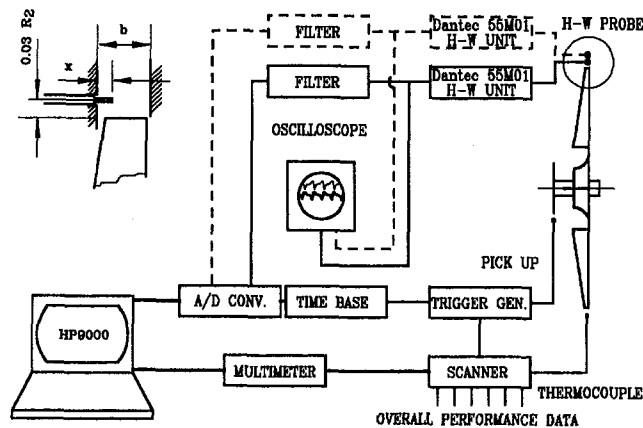 b
x
0.03 R2
FILTER
Dantec 55M01
H-W UNIT
H-W PROBE
FILTER
Dantec 55M01
H-W UNIT
OSCILLOSCOPE
PICK UP
A/D CONV.
TIME BASE
TRIGGER GEN.
HP9000
MULTIMETER
SCANNER
THERMOCOUPLE
OVERALL PERFORMANCE DATA